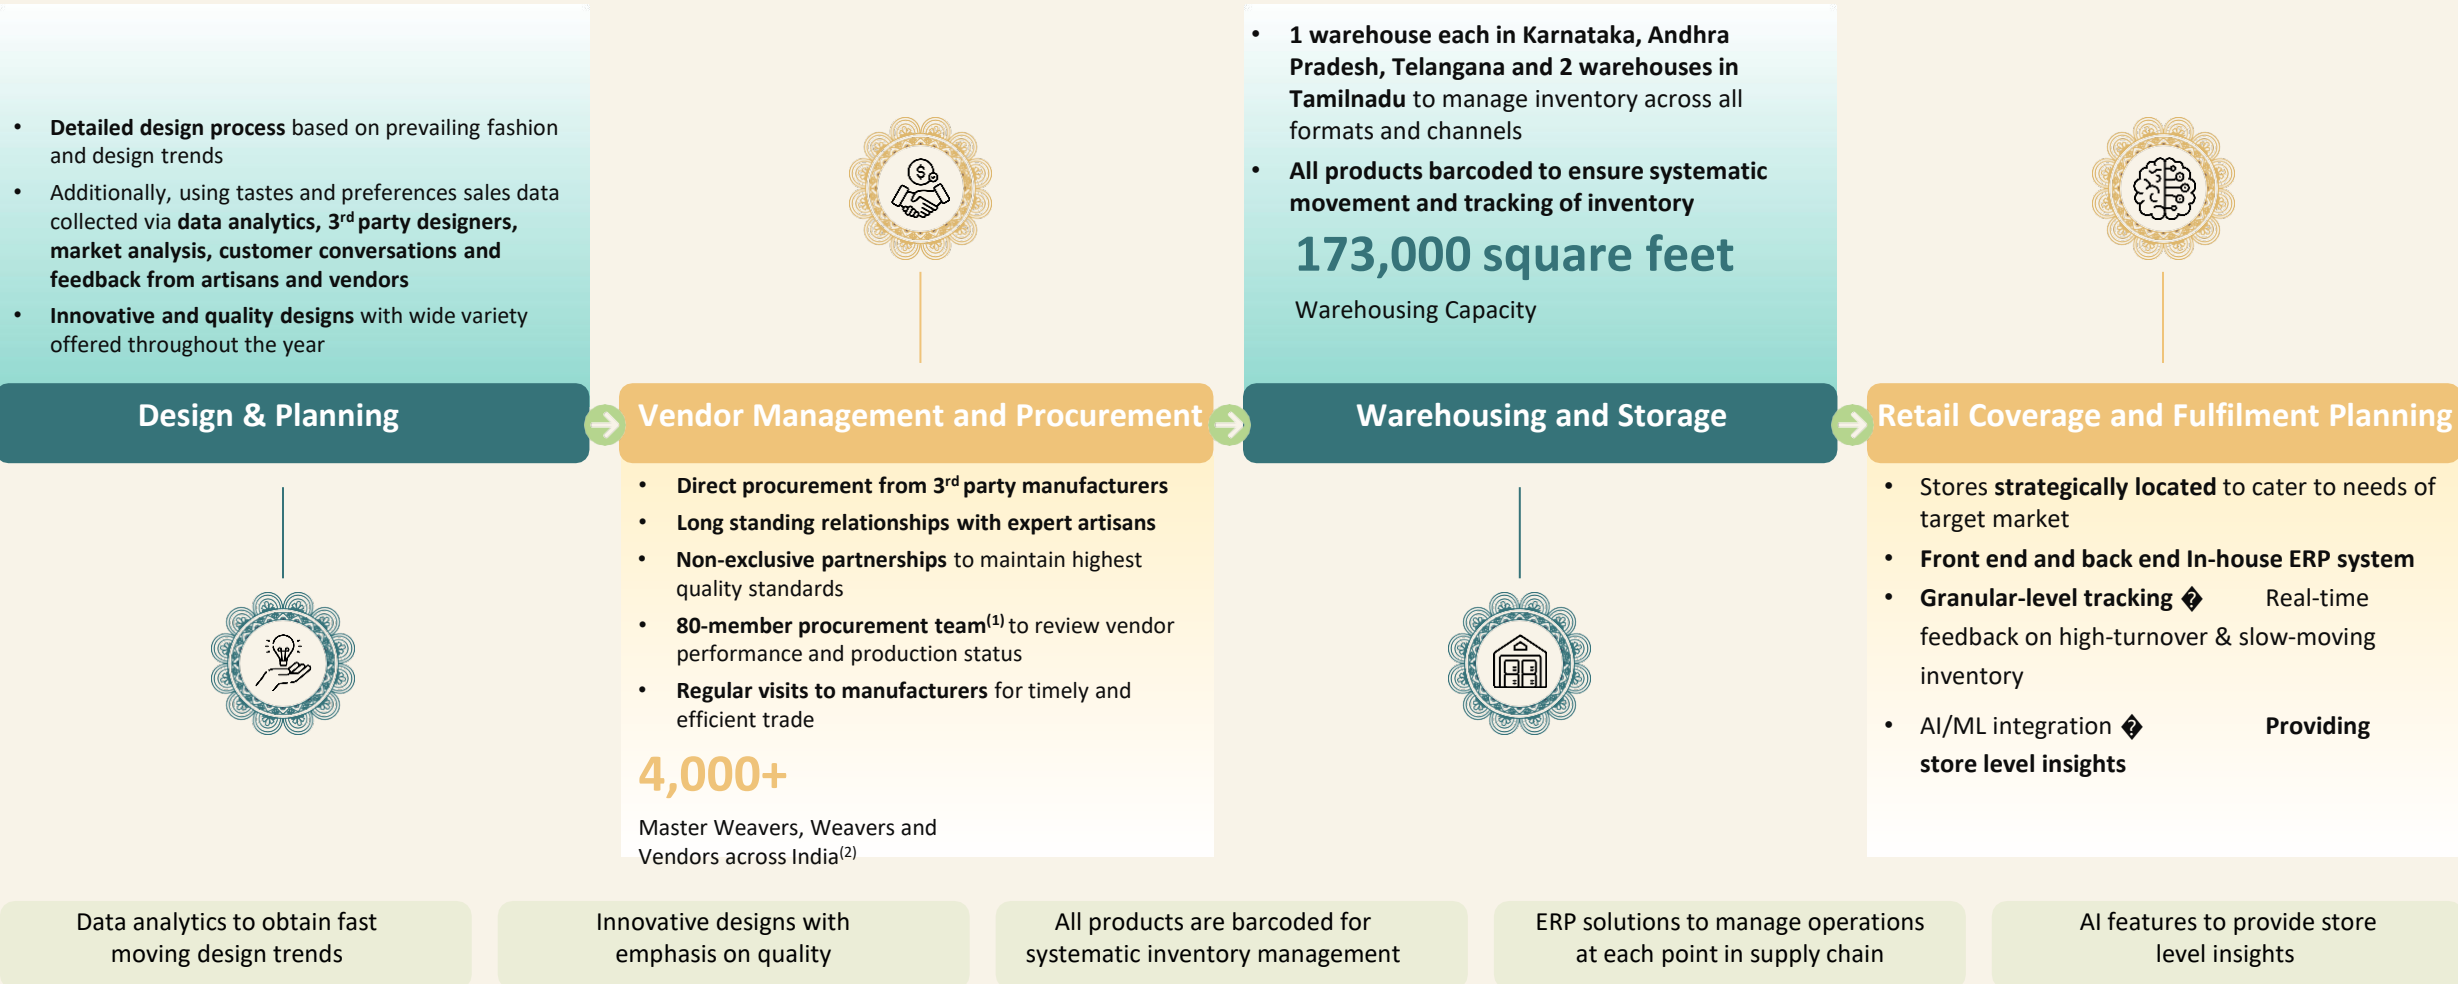 • Detailed design process based on prevailing fashion
and design trends
• Additionally, using tastes and preferences sales data
collected via data analytics, 3rd party designers,
market analysis, customer conversations and
feedback from artisans and vendors
• Innovative and quality designs with wide variety
offered throughout the year
Design & Planning
Vendor Management and Procurement
• Direct procurement from 3rd party manufacturers
• Long standing relationships with expert artisans
• Non-exclusive partnerships to maintain highest
quality standards
• 80-member procurement team(1) to review vendor
performance and production status
• Regular visits to manufacturers for timely and
efficient trade
4,000+
Master Weavers, Weavers and
Vendors across India(2)
• 1 warehouse each in Karnataka, Andhra
Pradesh, Telangana and 2 warehouses in
Tamilnadu to manage inventory across all
formats and channels
• All products barcoded to ensure systematic
movement and tracking of inventory
173,000 square feet
Warehousing Capacity
Warehousing and Storage
Retail Coverage and Fulfilment Planning
• Stores strategically located to cater to needs of
target market
• Front end and back end In-house ERP system
• Granular-level tracking � Real-time
feedback on high-turnover & slow-moving
inventory
• AI/ML integration � Providing
store level insights
Data analytics to obtain fast
moving design trends
Innovative designs with
emphasis on quality
All products are barcoded for
systematic inventory management
ERP solutions to manage operations
at each point in supply chain
AI features to provide store
level insights